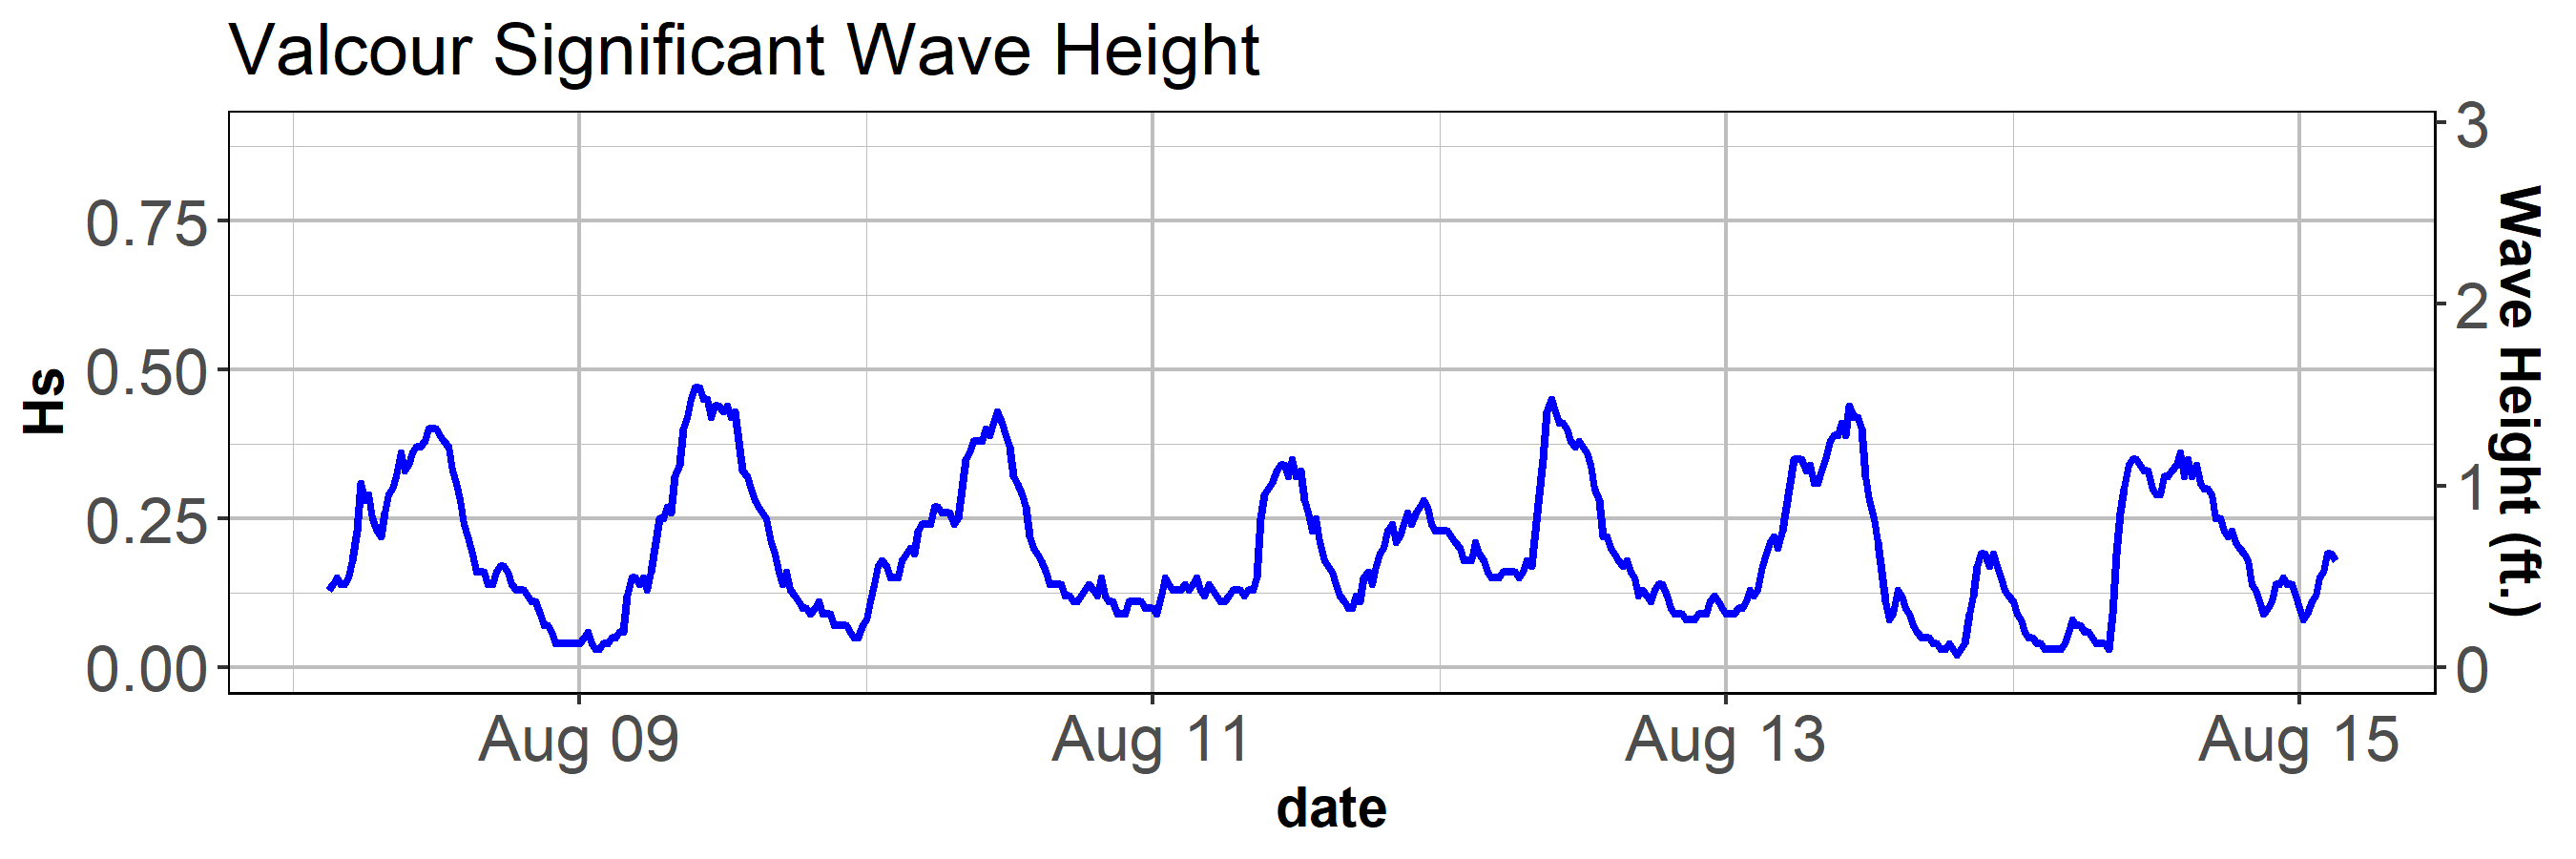 Valcour Significant Wave Height
Hs
0.75
0.50
0.25
0.00
3
2
1
0
Wave Height (ft.)
Aug 09
Aug 11
Aug 13
Aug 15
date